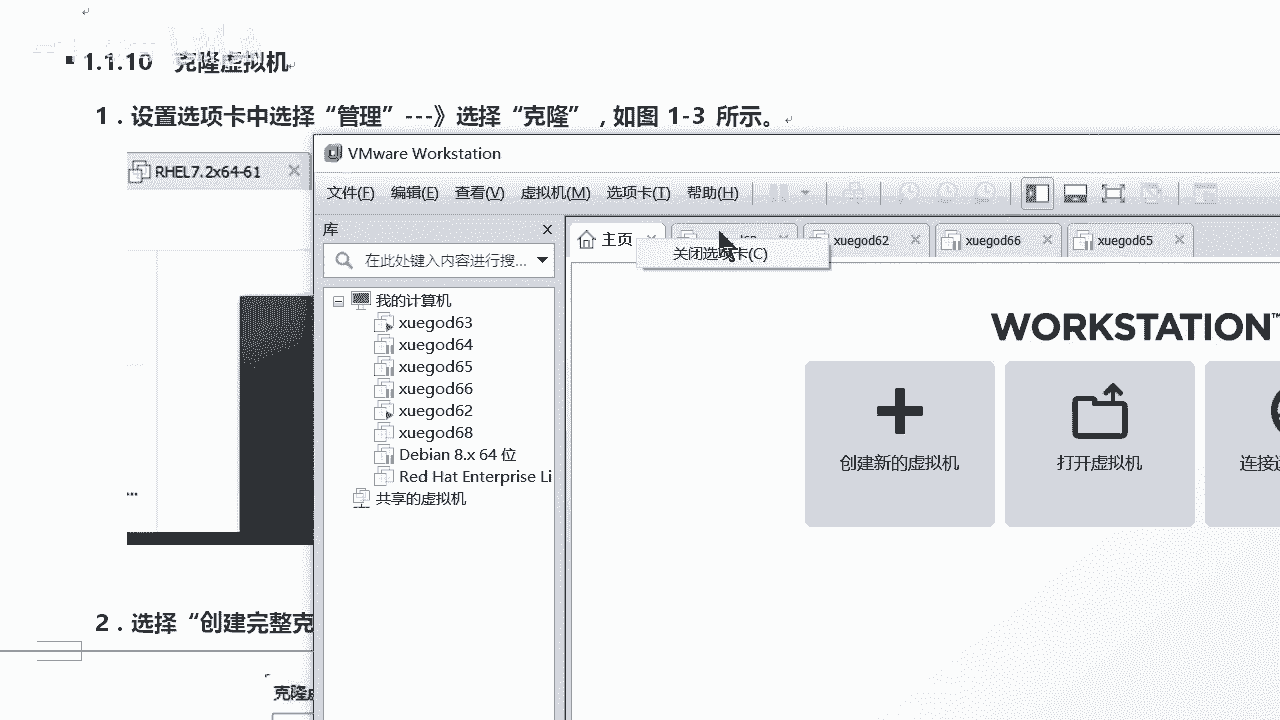 1.1.10 克隆虚拟机
1．设置选项卡中选择“管理”---》选择“克隆”，如图 1-3 所示。
RHEL7.2x64-61
VMware Workstation
文件(F) 编辑(E) 查看(V) 虚拟机(M) 选项卡(T) 帮助(H)
库
在此处键入内容进行搜...
主页
xuegod62
xuegod66
xuegod65
关闭选项卡(C)
我的计算机
xuegod63
xuegod64
xuegod65
xuegod66
xuegod62
xuegod68
Debian 8.x 64 位
Red Hat Enterprise Li
共享的虚拟机
WORKSTATION
创建新的虚拟机
打开虚拟机
...
2．选择“创建完整克
克隆